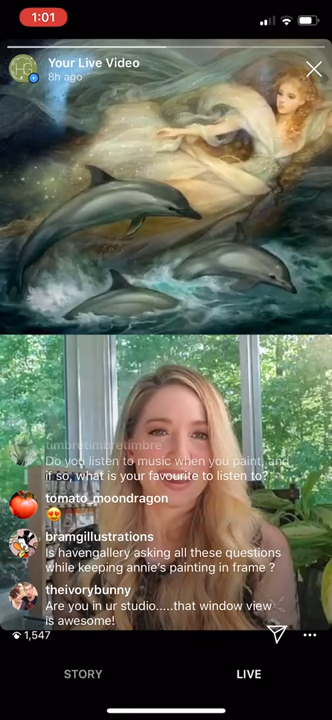 1:01
HG
Your Live Video
8h ago
timbretimbretimbre
Do you listen to music when you paint, and
if so, what is your favourite to listen to?
tomato_moondragon
😍
bramgillustrations
Is havengallery asking all these questions
while keeping annie's painting in frame ?
theivorybunny
Are you in ur studio.....that window view
is awesome!
1,547
STORY
LIVE